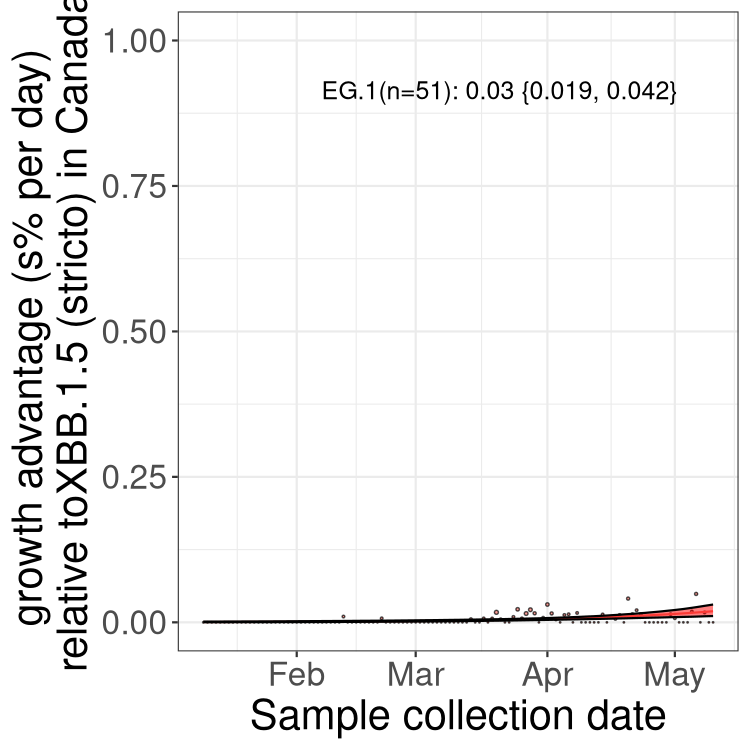 growth advantage (s% per day)
relative toXBB.1.5 (stricto) in Canada
1.00
0.75
0.50
0.25
0.00
EG.1(n=51): 0.03 {0.019, 0.042}
Feb Mar Apr May
Sample collection date